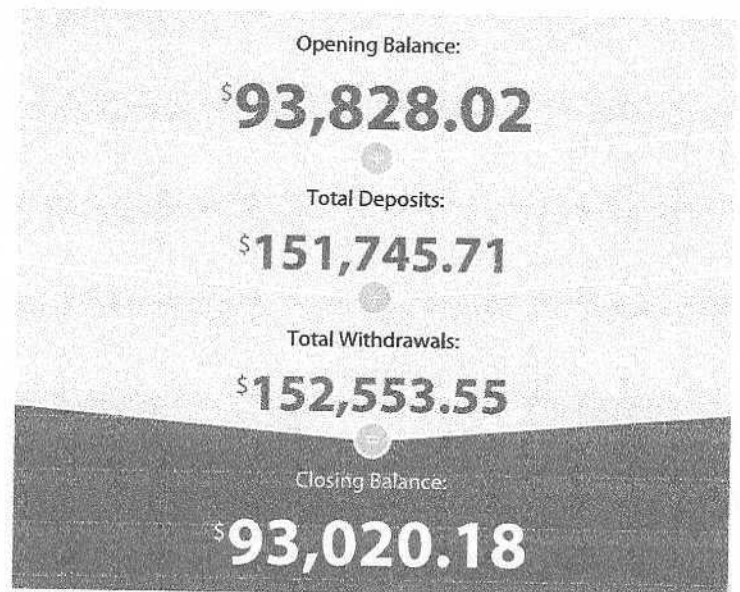 Opening Balance:
$93,828.02
+
Total Deposits:
$151,745.71
−
Total Withdrawals:
$152,553.55
=
Closing Balance:
$93,020.18